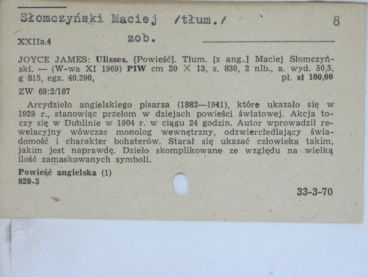 Słomczyński Maciej /tłum./ 8
XXIIa.4 zob.
JOYCE JAMES: Ulisses. [Powieść]. Tłum. [z ang..] Maciej Słomczyń-
ski. — (W-wa XI 1969) PIW cm 20 X 13, s. 830, 2 nlb., a. wyd. 50,5,
g 815, egz. 40.290, pł. zł 100,00
ZW 69:2/187
Arcydzieło angielskiego pisarza (1882—1941), które ukazało się w
1929 r., stanowiąc przełom w dziejach powieści światowej. Akcja to-
czy się w Dublinie w 1904 r. w ciągu 24 godzin. Autor wprowadził re-
welacyjny wówczas monolog wewnętrzny, odzwierciedlający świa-
domość i charakter bohaterów. Starał się ukazać człowieka takim,
jakim jest naprawdę. Dzieło skomplikowane ze względu na wielką
ilość zamaskowanych symboli.
Powieść angielska (1)
820-3
33-3-70